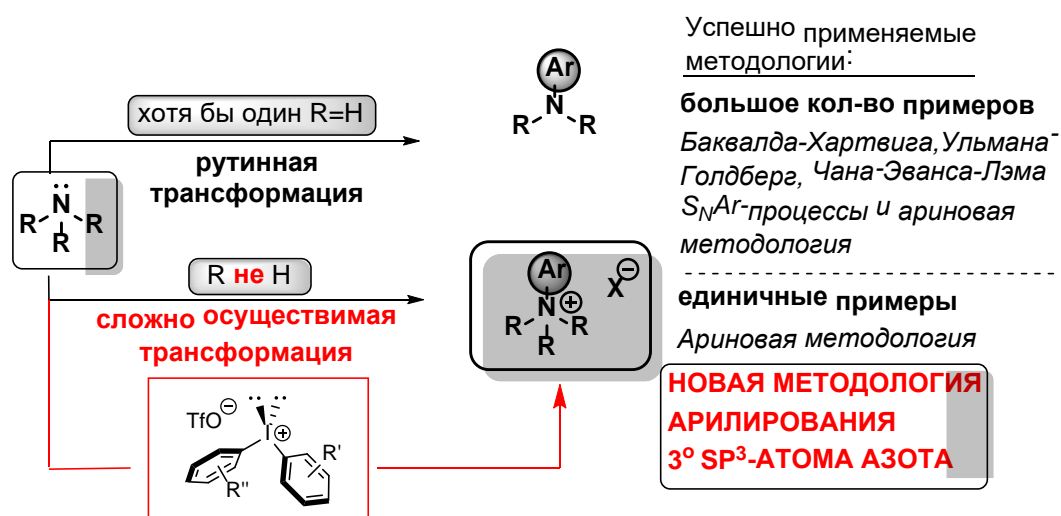 Успешно применяемые
методологии:
Ar
N
R R
хотя бы один R=H
большое кол-во примеров
рутинная
трансформация
Баквалда-Хартвига, Ульмана-
Голдберг, Чана-Эванса-Лэма
SNAr-процессы и ариновая
методология
N
R R
R
R не H
Ar
X⊖
N⊕
R R
R
единичные примеры
сложно осуществимая
трансформация
Ариновая методология
НОВАЯ МЕТОДОЛОГИЯ
АРИЛИРОВАНИЯ
3º SP³-АТОМА АЗОТА
TfO⊖
I⊕
R'
R''